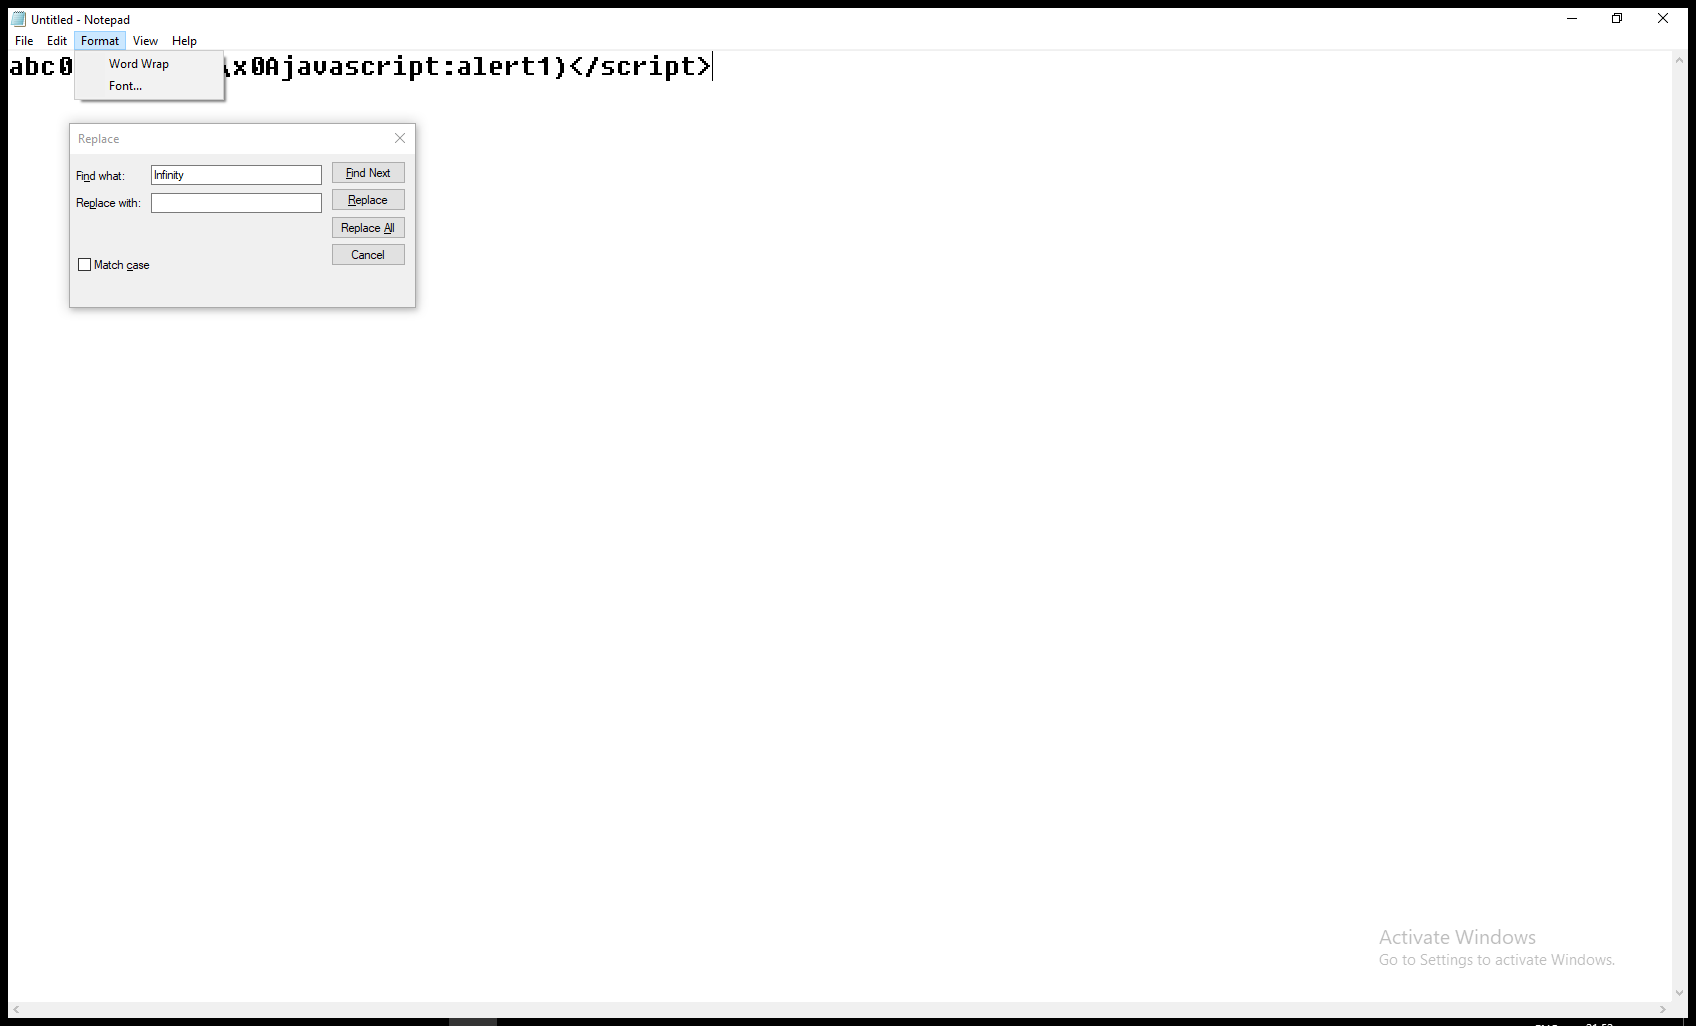 Untitled - Notepad
File Edit Format View Help
abc0 \x0Ajavascript:alert1)</script>
Word Wrap
Font...
Replace
Find what: Infinity Find Next
Replace with: Replace
Replace All
Cancel
Match case
Activate Windows
Go to Settings to activate Windows.